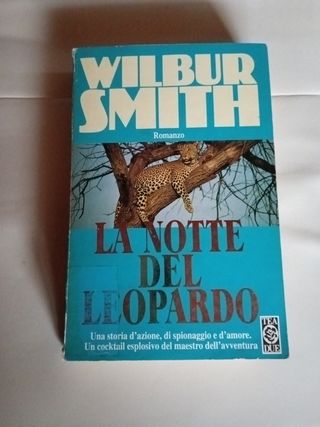 WILBUR
SMITH
Romanzo
LA NOTTE
DEL
LEOPARDO
Una storia d'azione, di spionaggio e d'amore.
Un cocktail esplosivo del maestro dell'avventura
TEA
DUE